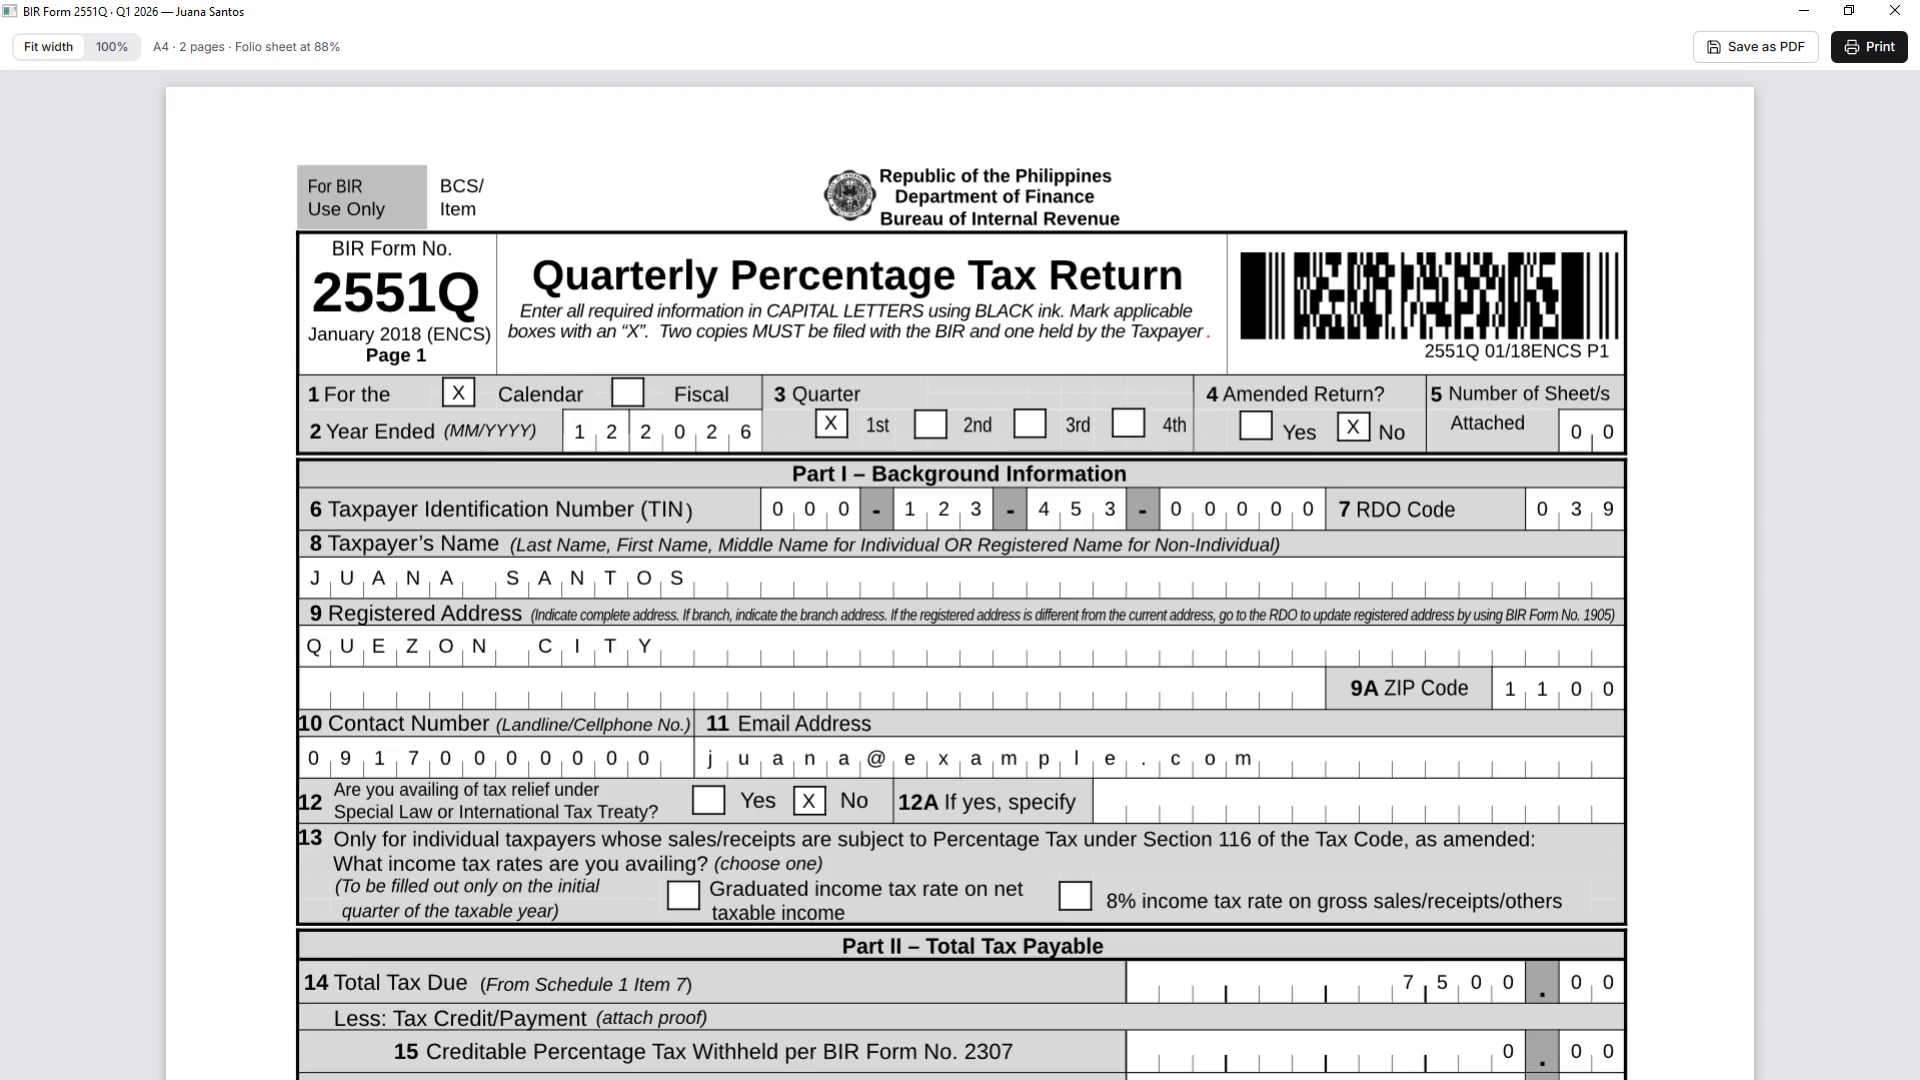 BIR Form 2551Q · Q1 2026 — Juana Santos
Fit width 100% A4 · 2 pages · Folio sheet at 88% Save as PDF Print
For BIR Use Only
BCS/ Item
Republic of the Philippines
Department of Finance
Bureau of Internal Revenue
BIR Form No.
2551Q
January 2018 (ENCS)
Page 1
Quarterly Percentage Tax Return
Enter all required information in CAPITAL LETTERS using BLACK ink. Mark applicable
boxes with an “X”. Two copies MUST be filed with the BIR and one held by the Taxpayer.
2551Q 01/18ENCS P1
1 For the X Calendar Fiscal
2 Year Ended (MM/YYYY) 1 2 2 0 2 6
3 Quarter
X 1st 2nd 3rd 4th
4 Amended Return?
Yes X No
5 Number of Sheet/s
Attached 0 0
Part I – Background Information
6 Taxpayer Identification Number (TIN) 0 0 0 - 1 2 3 - 4 5 3 - 0 0 0 0 0 7 RDO Code 0 3 9
8 Taxpayer’s Name (Last Name, First Name, Middle Name for Individual OR Registered Name for Non-Individual)
J U A N A S A N T O S
9 Registered Address (Indicate complete address. If branch, indicate the branch address. If the registered address is different from the current address, go to the RDO to update registered address by using BIR Form No. 1905)
Q U E Z O N C I T Y
9A ZIP Code 1 1 0 0
10 Contact Number (Landline/Cellphone No.) 11 Email Address
0 9 1 7 0 0 0 0 0 0 0 j u a n a @ e x a m p l e . c o m
12 Are you availing of tax relief under
Special Law or International Tax Treaty? Yes X No 12A If yes, specify
13 Only for individual taxpayers whose sales/receipts are subject to Percentage Tax under Section 116 of the Tax Code, as amended:
What income tax rates are you availing? (choose one)
(To be filled out only on the initial
quarter of the taxable year)
Graduated income tax rate on net
taxable income
8% income tax rate on gross sales/receipts/others
Part II – Total Tax Payable
14 Total Tax Due (From Schedule 1 Item 7) 7 5 0 0 . 0 0
Less: Tax Credit/Payment (attach proof)
15 Creditable Percentage Tax Withheld per BIR Form No. 2307 0 . 0 0